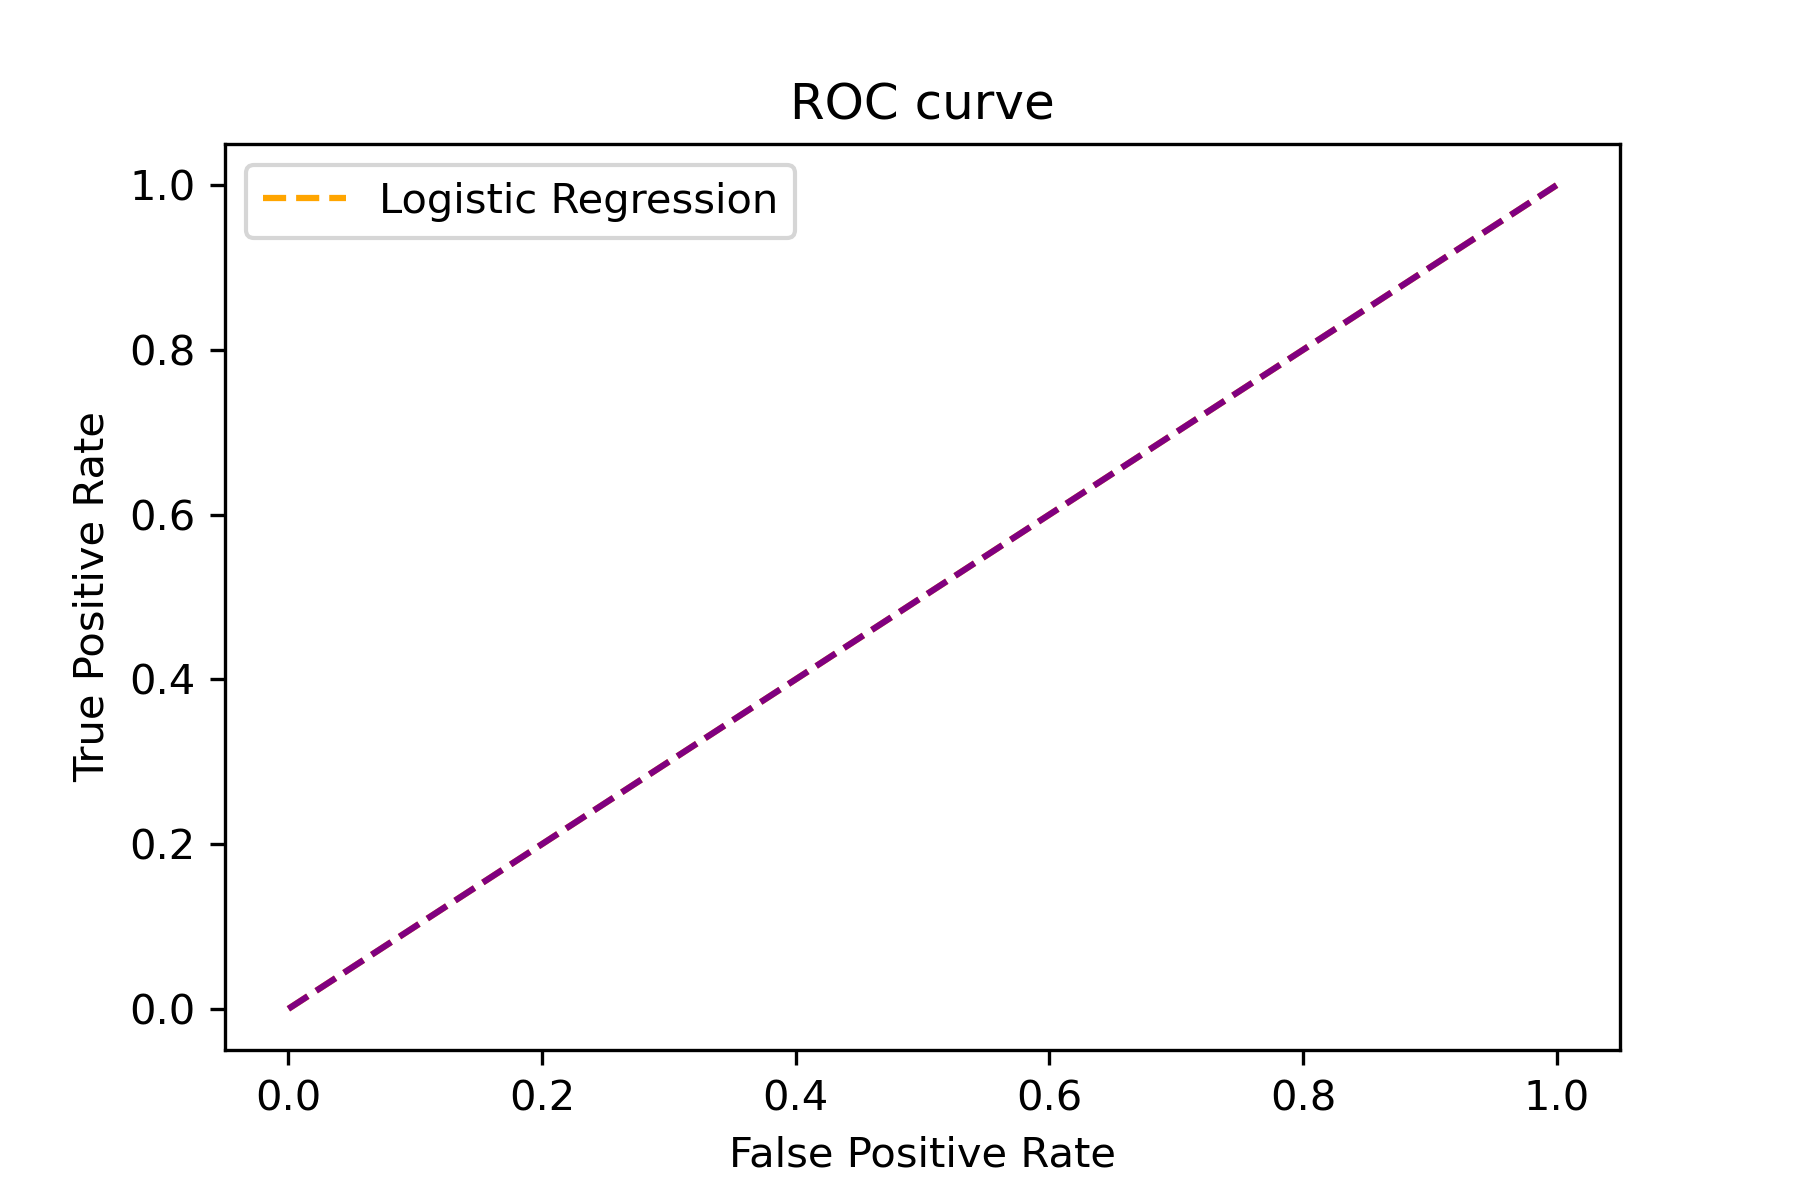 ROC curve
Logistic Regression
True Positive Rate
1.0
0.8
0.6
0.4
0.2
0.0
0.0 0.2 0.4 0.6 0.8 1.0
False Positive Rate